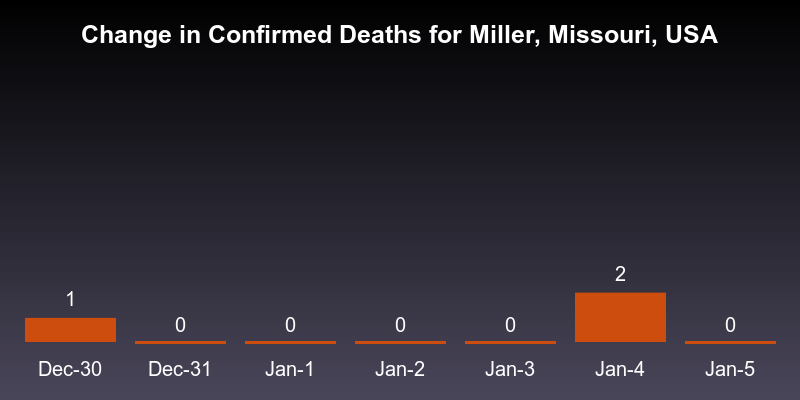 Change in Confirmed Deaths for Miller, Missouri, USA
2
1
0 0 0 0 0
Dec-30 Dec-31 Jan-1 Jan-2 Jan-3 Jan-4 Jan-5